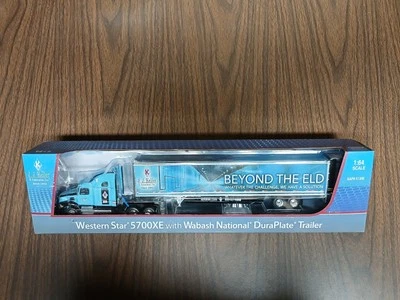 BEYOND THE ELD
WHATEVER THE CHALLENGE, WE HAVE A SOLUTION.
1:64
SCALE
Western Star® 5700XE with Wabash National® DuraPlate® Trailer